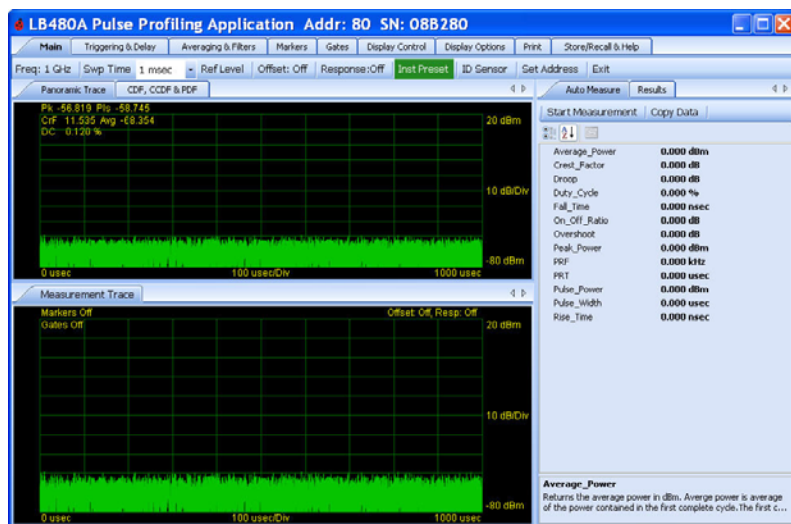 LB480A Pulse Profiling Application Addr: 80 SN: 08B280
Main Triggering & Delay Averaging & Filters Markers Gates Display Control Display Options Print Store/Recall & Help
Freq: 1 GHz Swp Time 1 msec Ref Level Offset: Off Response:Off Inst Preset ID Sensor Set Address Exit
Panoramic Trace CDF, CCDF & PDF
Pk -56.819 Pls -58.745
CrF 11.535 Avg -68.354
DC 0.120 %
20 dBm
10 dB/Div
-80 dBm
0 usec 100 usec/Div 1000 usec
Measurement Trace
Markers Off Offset: Off, Resp: Off
Gates Off 20 dBm
10 dB/Div
-80 dBm
0 usec 100 usec/Div 1000 usec
Auto Measure Results
Start Measurement Copy Data
Average_Power 0.000 dBm
Crest_Factor 0.000 dB
Droop 0.000 dB
Duty_Cycle 0.000 %
Fall_Time 0.000 nsec
On_Off_Ratio 0.000 dB
Overshoot 0.000 dB
Peak_Power 0.000 dBm
PRF 0.000 kHz
PRT 0.000 usec
Pulse_Power 0.000 dBm
Pulse_Width 0.000 usec
Rise_Time 0.000 nsec
Average_Power
Returns the average power in dBm. Averge power is average
of the power contained in the first complete cycle.The first c...